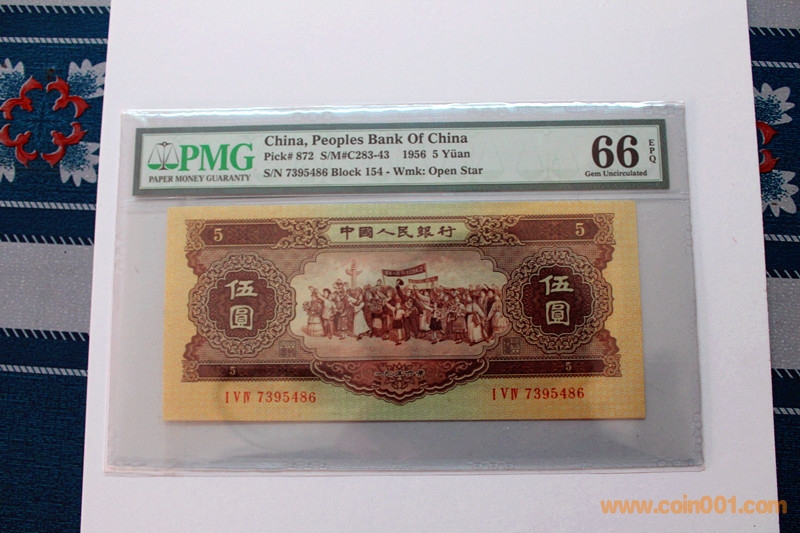 PMG
PAPER MONEY GUARANTY
China, Peoples Bank Of China
Pick# 872 S/M#C283-43 1956 5 Yüan
S/N 7395486 Block 154 - Wmk: Open Star
66 EPQ
Gem Uncirculated
5 中國人民銀行 5
伍圓 伍圓
5 5
I V IV 7395486 I V IV 7395486
www.coin001.com